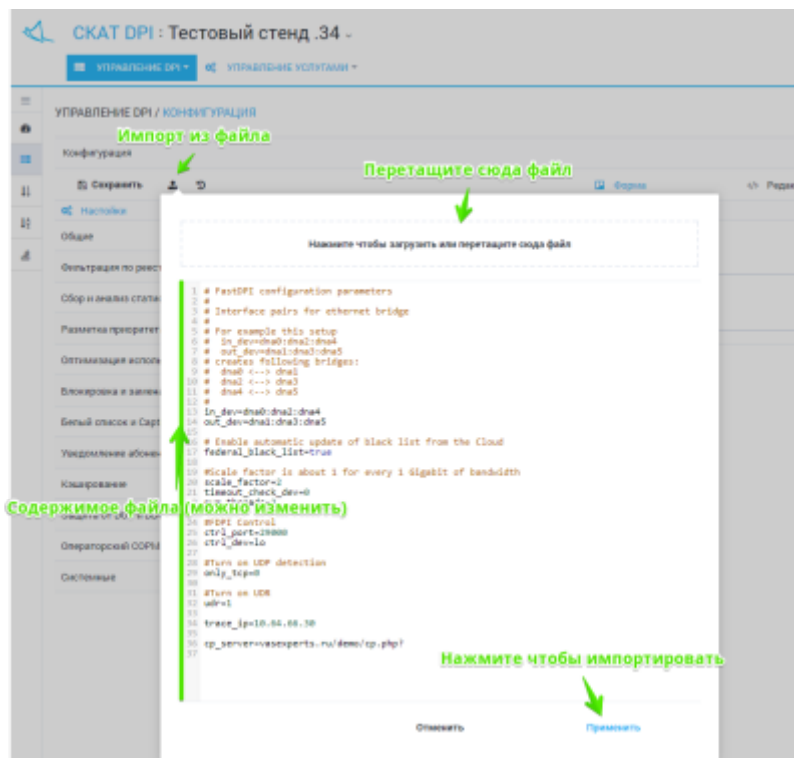 СКАТ DPI : Тестовый стенд .34
УПРАВЛЕНИЕ DPI УПРАВЛЕНИЕ УСЛУГАМИ
УПРАВЛЕНИЕ DPI / КОНФИГУРАЦИЯ
Импорт из файла
Конфигурация
Перетащите сюда файл
Сохранить Форма </> Редак
Настройки
Общие
Нажмите чтобы загрузить или перетащите сюда файл
Фильтрация по реест
Сбор и анализ стати
Разметка приоритет
Оптимизация исполь
Блокировка и замен
Белый список и Capt
Уведомление абонен
Кэширование
1 # FastDPI configuration parameters
2 #
3 # Interface pairs for ethernet bridge
4 #
5 # For example this setup
6 # in_dev=dna0:dna2:dna4
7 # out_dev=dna1:dna3:dna5
8 # creates following bridges:
9 # dna0 <--> dna1
10 # dna2 <--> dna3
11 # dna4 <--> dna5
12 #
13 in_dev=dna0:dna2:dna4
14 out_dev=dna1:dna3:dna5
15
16 # Enable automatic update of black list from the Cloud
17 federal_black_list=true
18
19 #Scale factor is about 1 for every 1 Gigabit of bandwidth
20 scale_factor=2
21 timeout_check_dev=0
Содержимое файла (можно изменить)
24 #FDPI Control
25 ctrl_port=29000
26 ctrl_dev=lo
27
28 #Turn on UDP detection
29 only_tcp=0
30
31 #Turn on UDR
32 udr=1
33
34 trace_ip=10.64.66.30
35
36 cp_server=vasexperts.ru/demo/cp.php?
37
Операторский СОРМ
Системные
Нажмите чтобы импортировать
Отменить Применить